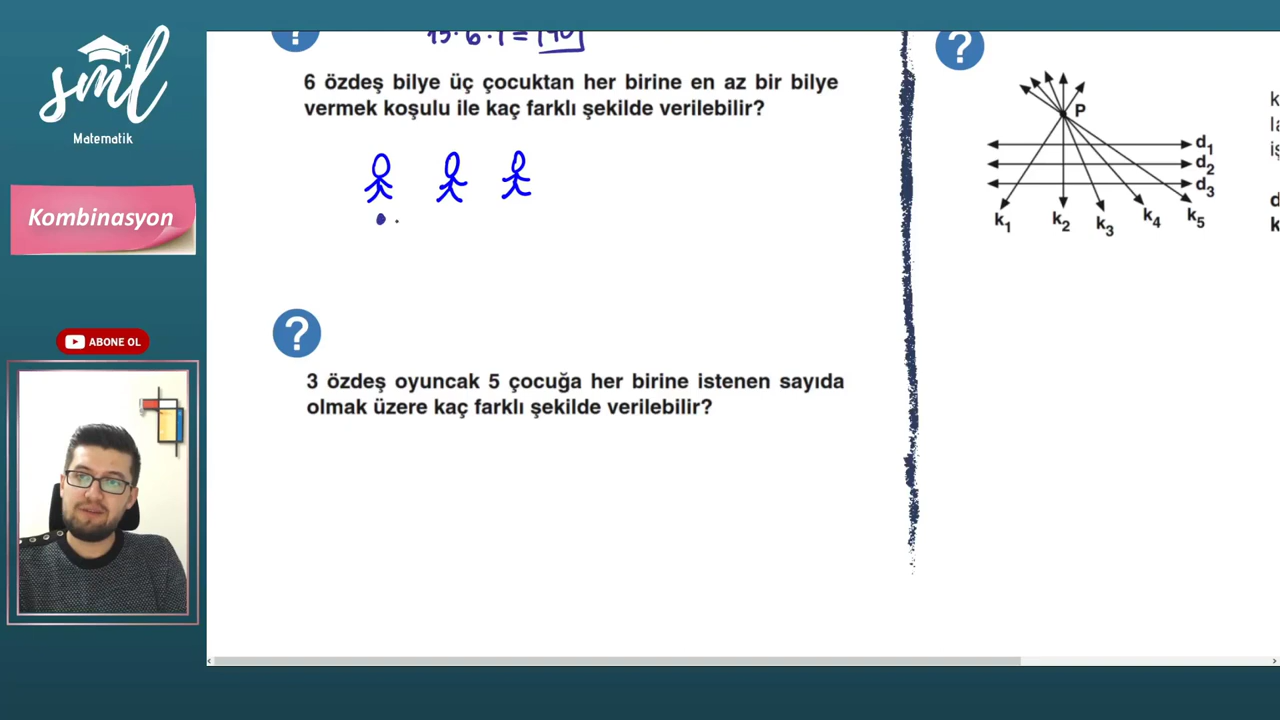 sml
Matematik
Kombinasyon
ABONE OL
?
6 özdeş bilye üç çocuktan her birine en az bir bilye
vermek koşulu ile kaç farklı şekilde verilebilir?
?
3 özdeş oyuncak 5 çocuğa her birine istenen sayıda
olmak üzere kaç farklı şekilde verilebilir?
?
P
d1
d2
d3
k1 k2 k3 k4 k5